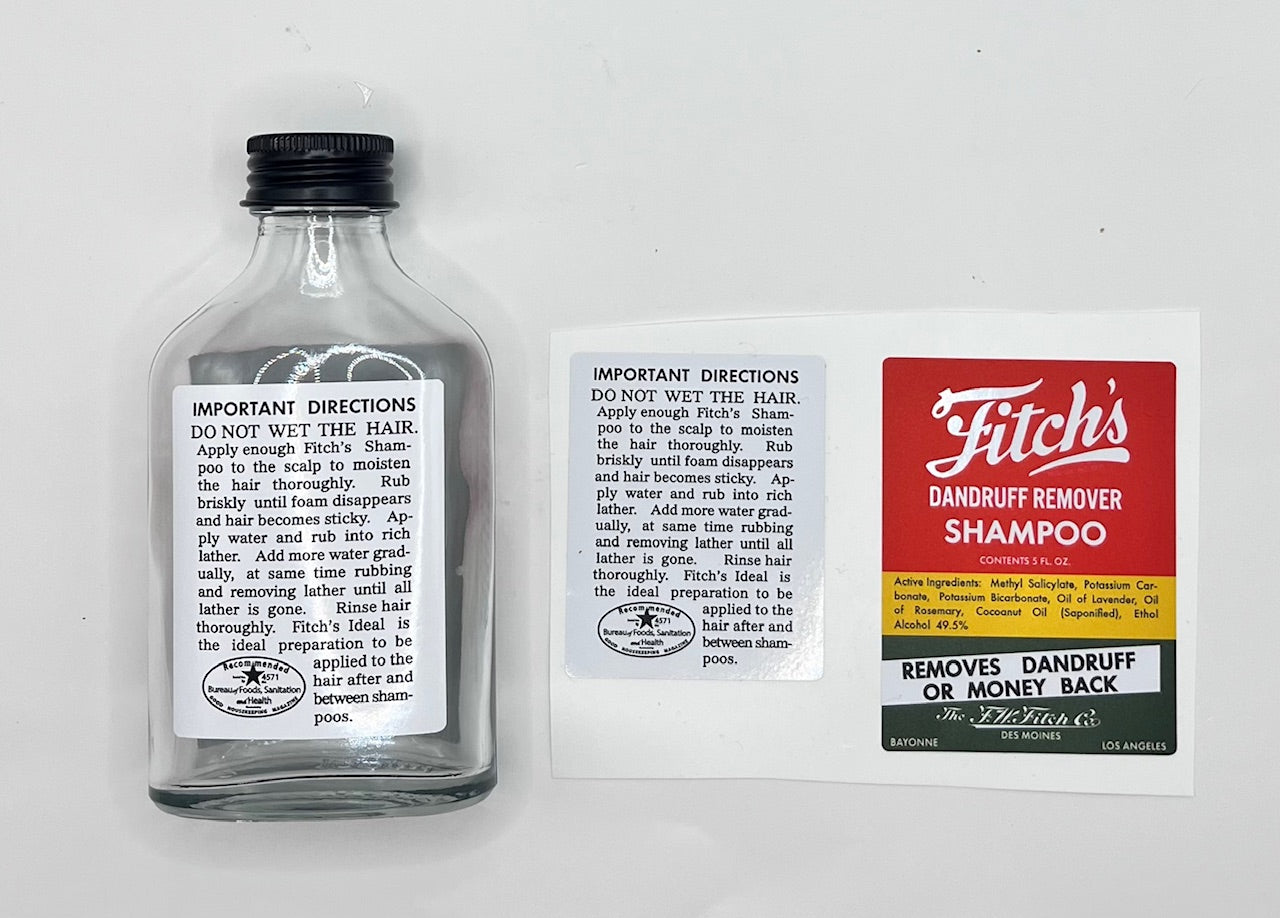 IMPORTANT DIRECTIONS
DO NOT WET THE HAIR.
Apply enough Fitch's Sham-
poo to the scalp to moisten
the hair thoroughly. Rub
briskly until foam disappears
and hair becomes sticky. Ap-
ply water and rub into rich
lather. Add more water grad-
ually, at same time rubbing
and removing lather until all
lather is gone. Rinse hair
thoroughly. Fitch's Ideal is
the ideal preparation to be
applied to the
hair after and
between sham-
poos.
Recommended
4571
Bureau of Foods, Sanitation
and Health
GOOD HOUSEKEEPING MAGAZINE
IMPORTANT DIRECTIONS
DO NOT WET THE HAIR.
Apply enough Fitch's Sham-
poo to the scalp to moisten
the hair thoroughly. Rub
briskly until foam disappears
and hair becomes sticky. Ap-
ply water and rub into rich
lather. Add more water grad-
ually, at same time rubbing
and removing lather until all
lather is gone. Rinse hair
thoroughly. Fitch's Ideal is
the ideal preparation to be
applied to the
hair after and
between sham-
poos.
Recommended
4571
Bureau of Foods, Sanitation
and Health
GOOD HOUSEKEEPING MAGAZINE
Fitch's
DANDRUFF REMOVER
SHAMPOO
CONTENTS 5 FL. OZ.
Active Ingredients: Methyl Salicylate, Potassium Car-
bonate, Potassium Bicarbonate, Oil of Lavender, Oil
of Rosemary, Cocoanut Oil (Saponified), Ethol
Alcohol 49.5%
REMOVES DANDRUFF
OR MONEY BACK
The F.W. Fitch Co.
DES MOINES
BAYONNE
LOS ANGELES